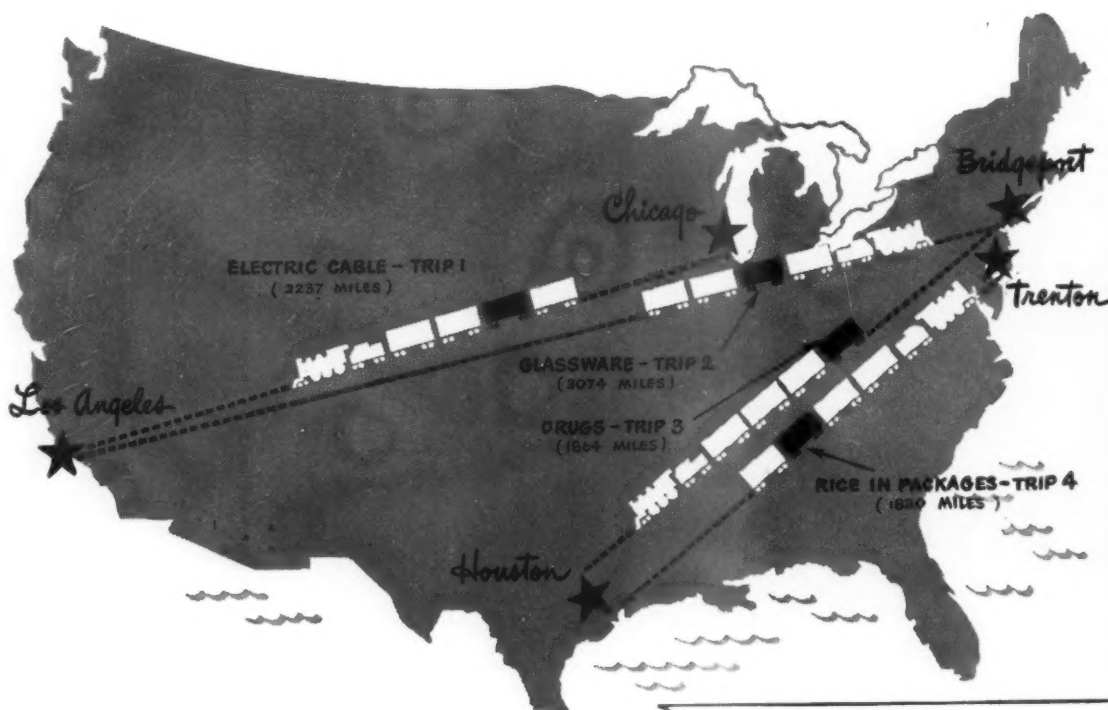 Bridgeport
Chicago
ELECTRIC CABLE - TRIP 1
(2237 MILES)
Trenton
GLASSWARE - TRIP 2
(3074 MILES)
Los Angeles
DRUGS - TRIP 3
(1864 MILES)
RICE IN PACKAGES - TRIP 4
(1820 MILES)
Houston